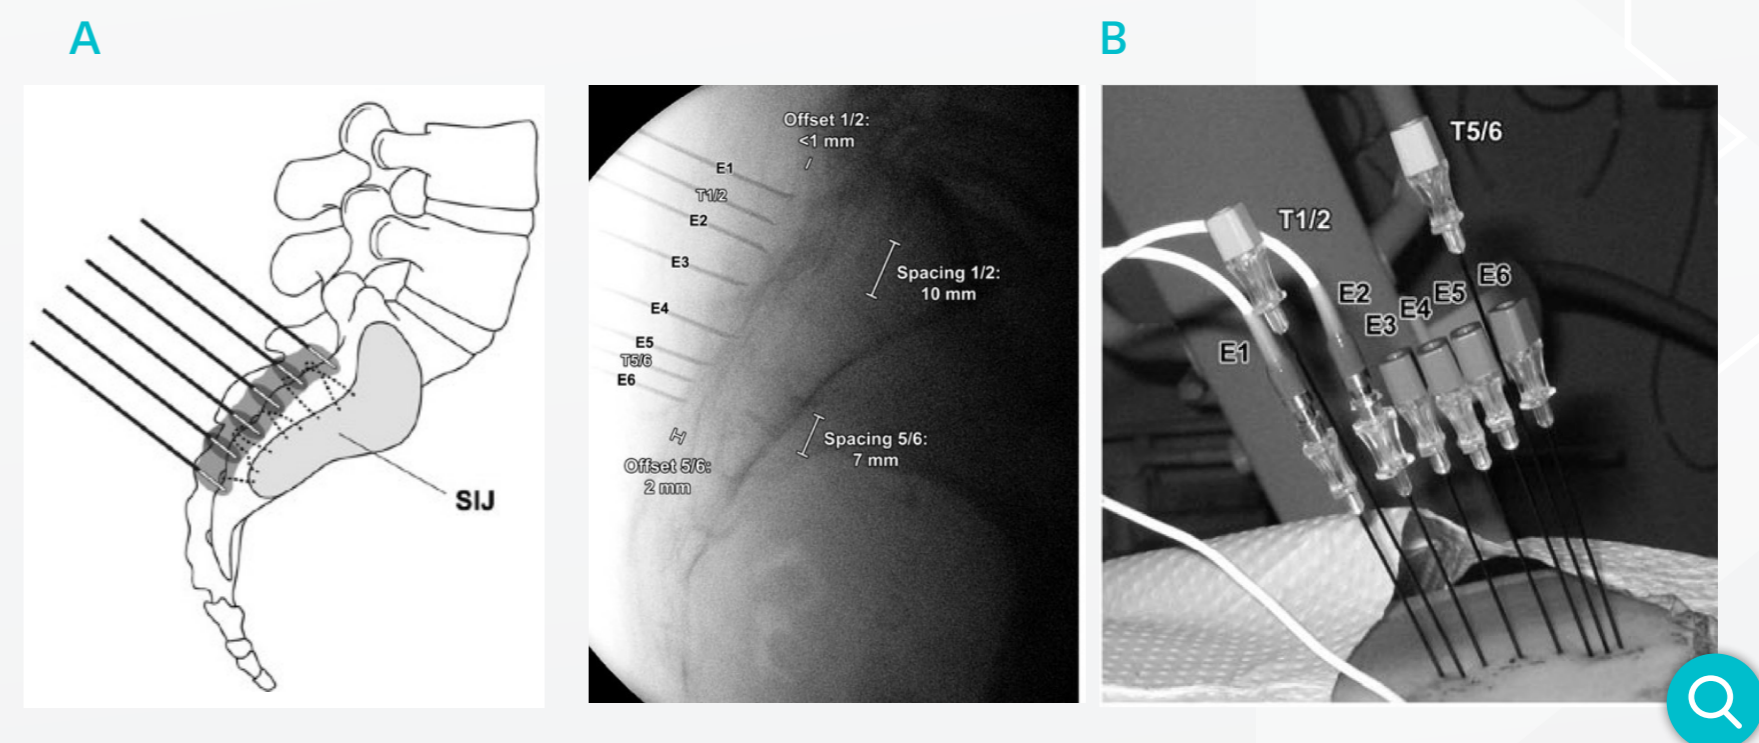 A
B
SIJ
Offset 1/2:
<1 mm
E1
T1/2
E2
E3
E4
E5
T5/6
E6
Spacing 1/2:
10 mm
Spacing 5/6:
7 mm
Offset 5/6:
2 mm
T5/6
T1/2
E6
E5
E2
E4
E3
E1